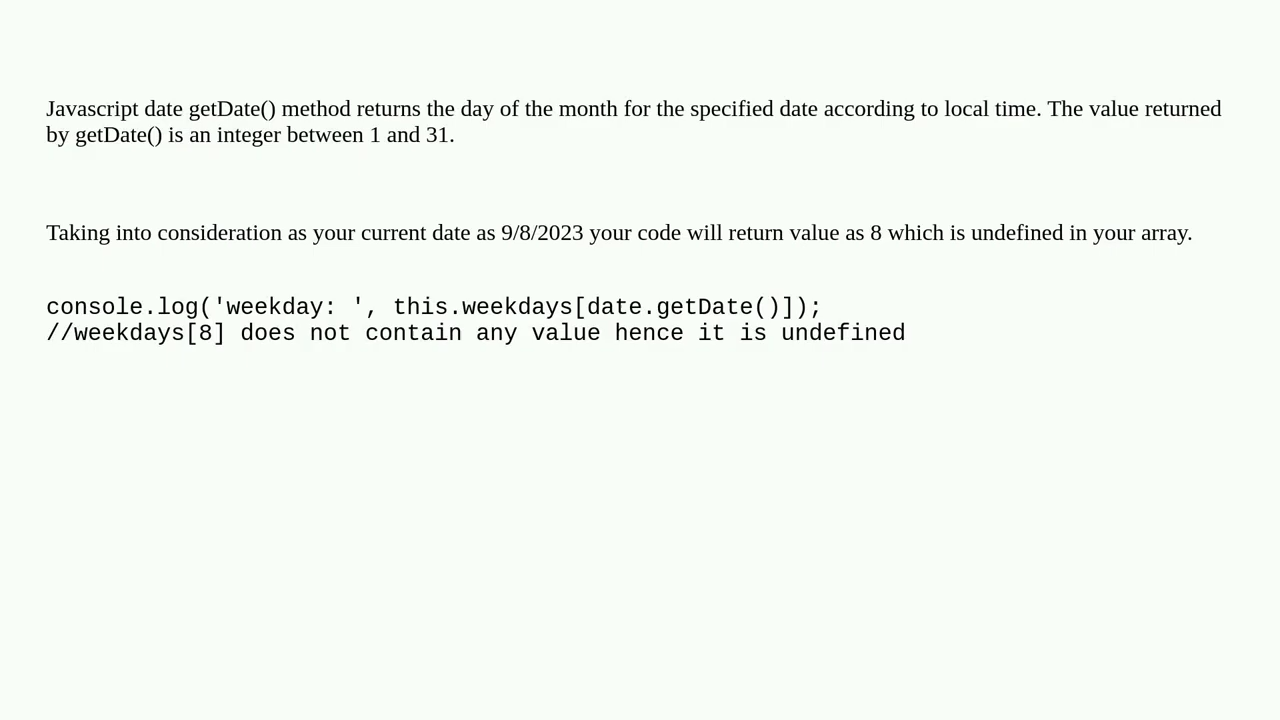 Javascript date getDate() method returns the day of the month for the specified date according to local time. The value returned
by getDate() is an integer between 1 and 31.
Taking into consideration as your current date as 9/8/2023 your code will return value as 8 which is undefined in your array.
console.log('weekday: ', this.weekdays[date.getDate()]);
//weekdays[8] does not contain any value hence it is undefined